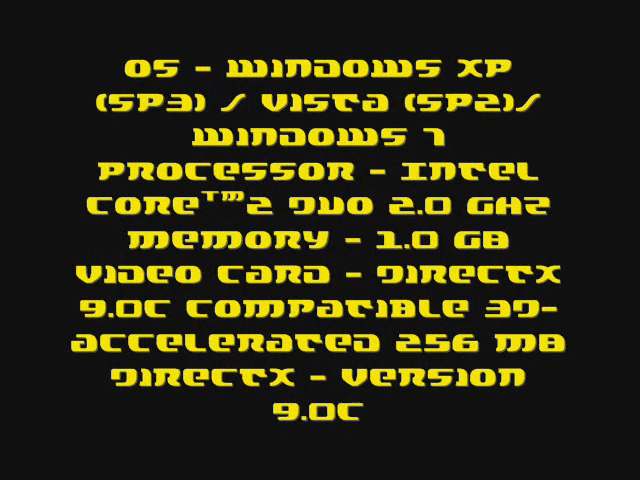 OS - WINDOWS XP
(SP3) / VISTA (SP2)/
WINDOWS 7
PROCESSOR - INTEL
CORE™2 DUO 2.0 GHZ
MEMORY - 1.0 GB
VIDEO CARD - DIRECTX
9.0C COMPATIBLE 3D-
ACCELERATED 256 MB
DIRECTX - VERSION
9.0C